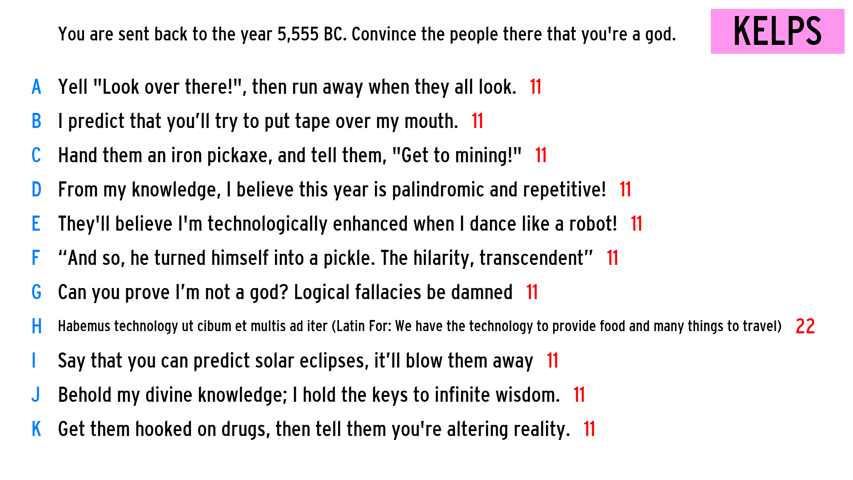 You are sent back to the year 5,555 BC. Convince the people there that you're a god.
KELPS
A Yell "Look over there!", then run away when they all look. 11
B I predict that you’ll try to put tape over my mouth. 11
C Hand them an iron pickaxe, and tell them, "Get to mining!" 11
D From my knowledge, I believe this year is palindromic and repetitive! 11
E They'll believe I'm technologically enhanced when I dance like a robot! 11
F “And so, he turned himself into a pickle. The hilarity, transcendent” 11
G Can you prove I’m not a god? Logical fallacies be damned 11
H Habemus technology ut cibum et multis ad iter (Latin For: We have the technology to provide food and many things to travel) 22
I Say that you can predict solar eclipses, it’ll blow them away 11
J Behold my divine knowledge; I hold the keys to infinite wisdom. 11
K Get them hooked on drugs, then tell them you're altering reality. 11